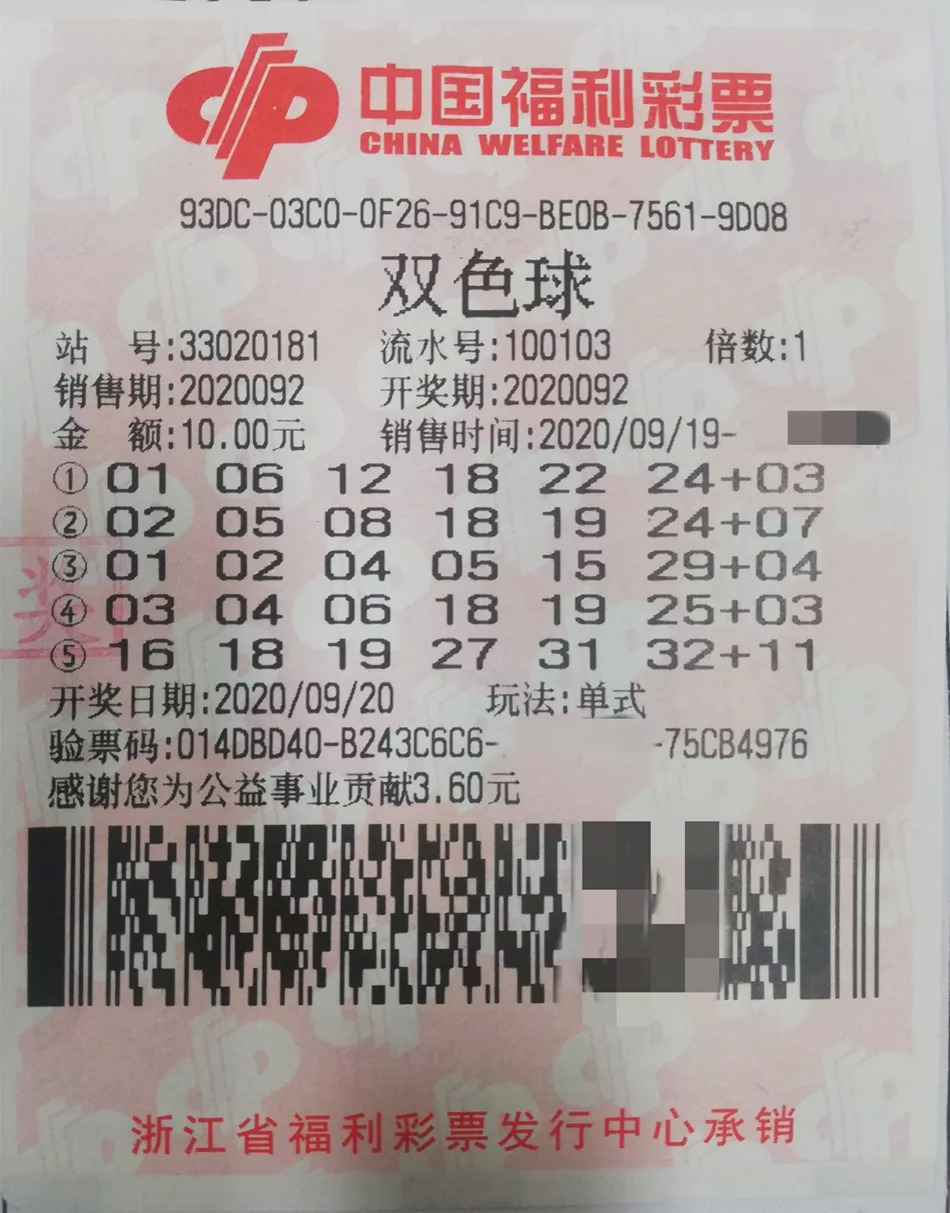 中国福利彩票
CHINA WELFARE LOTTERY
93DC-03C0-0F26-91C9-BE0B-7561-9D08
双色球
站 号:33020181 流水号:100103 倍数:1
销售期:2020092 开奖期:2020092
金 额:10.00元 销售时间:2020/09/19-
① 01 06 12 18 22 24+03
② 02 05 08 18 19 24+07
③ 01 02 04 05 15 29+04
④ 03 04 06 18 19 25+03
⑤ 16 18 19 27 31 32+11
奖
开奖日期:2020/09/20 玩法:单式
验票码:014DBD40-B243C6C6- -75CB4976
感谢您为公益事业贡献3.60元
浙江省福利彩票发行中心承销